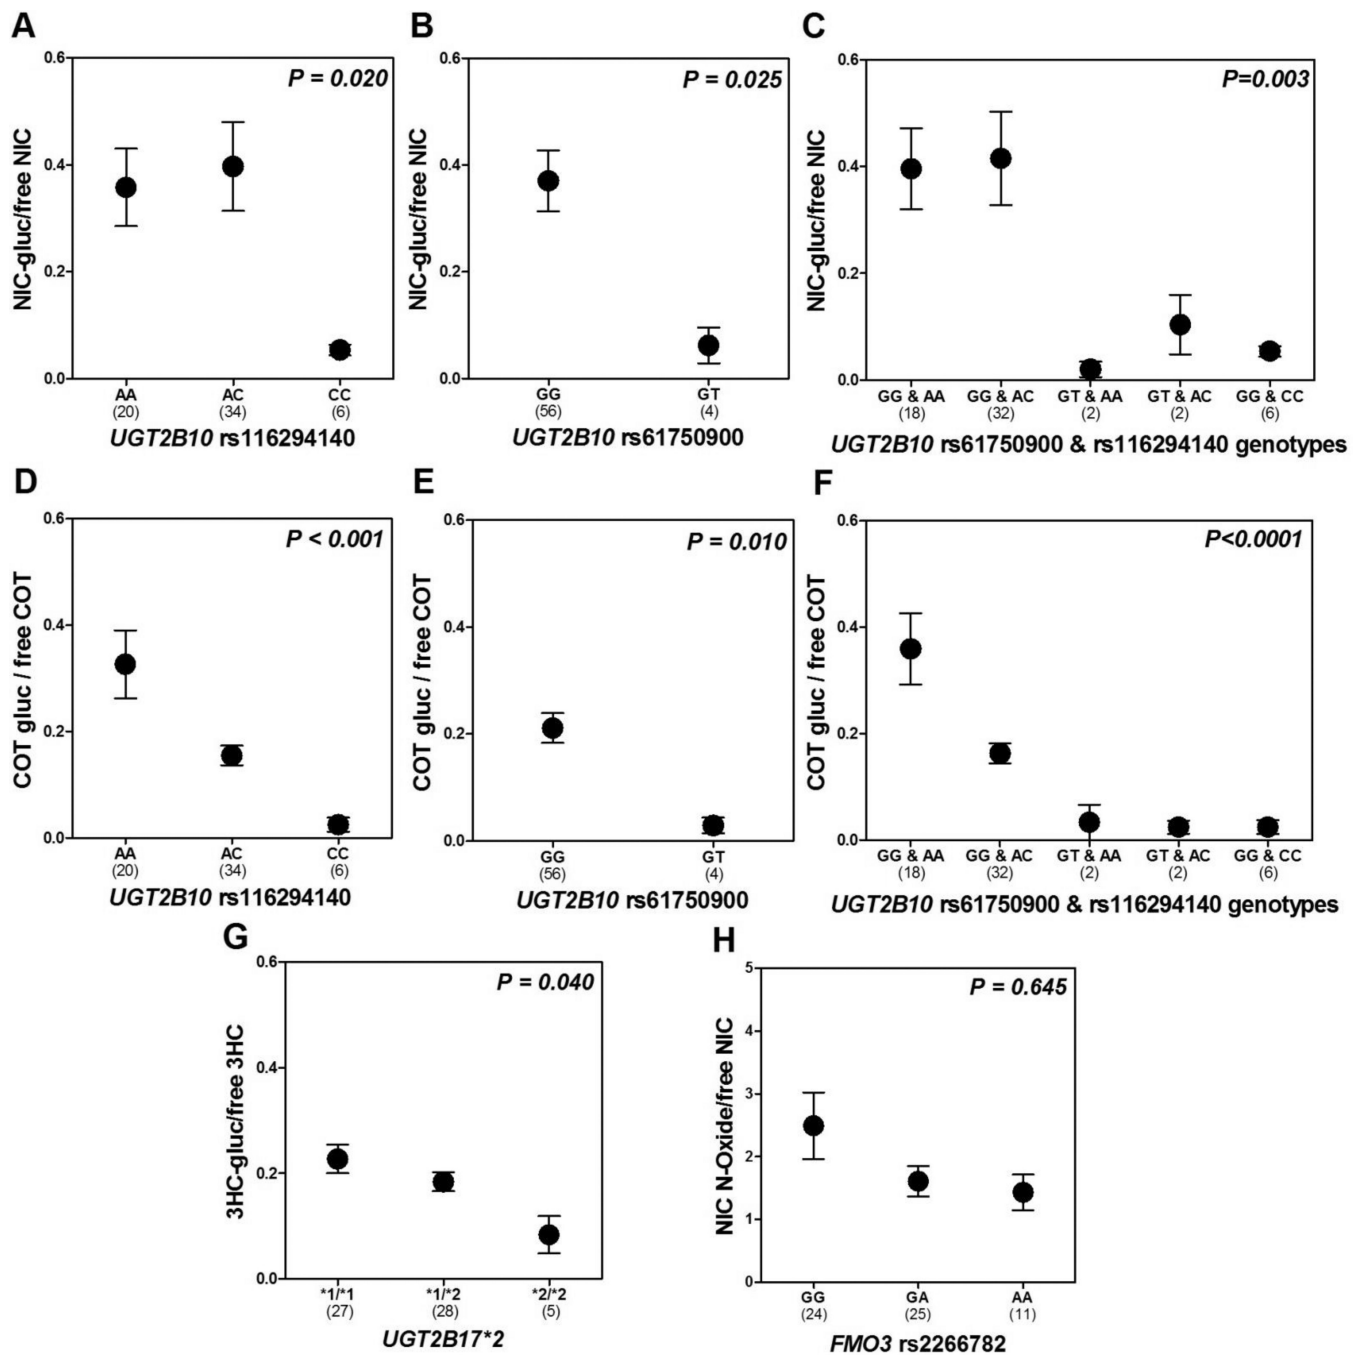 A
NIC-gluc/free NIC
0.6
0.4
0.2
0.0
P = 0.020
AA AC CC
(20) (34) (6)
UGT2B10 rs116294140
B
NIC-gluc/free NIC
0.6
0.4
0.2
0.0
P = 0.025
GG GT
(56) (4)
UGT2B10 rs61750900
C
NIC-gluc/free NIC
0.6
0.4
0.2
0.0
P=0.003
GG & AA GG & AC GT & AA GT & AC GG & CC
(18) (32) (2) (2) (6)
UGT2B10 rs61750900 & rs116294140 genotypes
D
COT gluc / free COT
0.6
0.4
0.2
0.0
P < 0.001
AA AC CC
(20) (34) (6)
UGT2B10 rs116294140
E
COT gluc / free COT
0.6
0.4
0.2
0.0
P = 0.010
GG GT
(56) (4)
UGT2B10 rs61750900
F
COT gluc / free COT
0.6
0.4
0.2
0.0
P<0.0001
GG & AA GG & AC GT & AA GT & AC GG & CC
(18) (32) (2) (2) (6)
UGT2B10 rs61750900 & rs116294140 genotypes
G
3HC-gluc/free 3HC
0.6
0.4
0.2
0.0
P = 0.040
*1/*1 *1/*2 *2/*2
(27) (28) (5)
UGT2B17*2
H
NIC N-Oxide/free NIC
5
4
3
2
1
0
P = 0.645
GG GA AA
(24) (25) (11)
FMO3 rs2266782